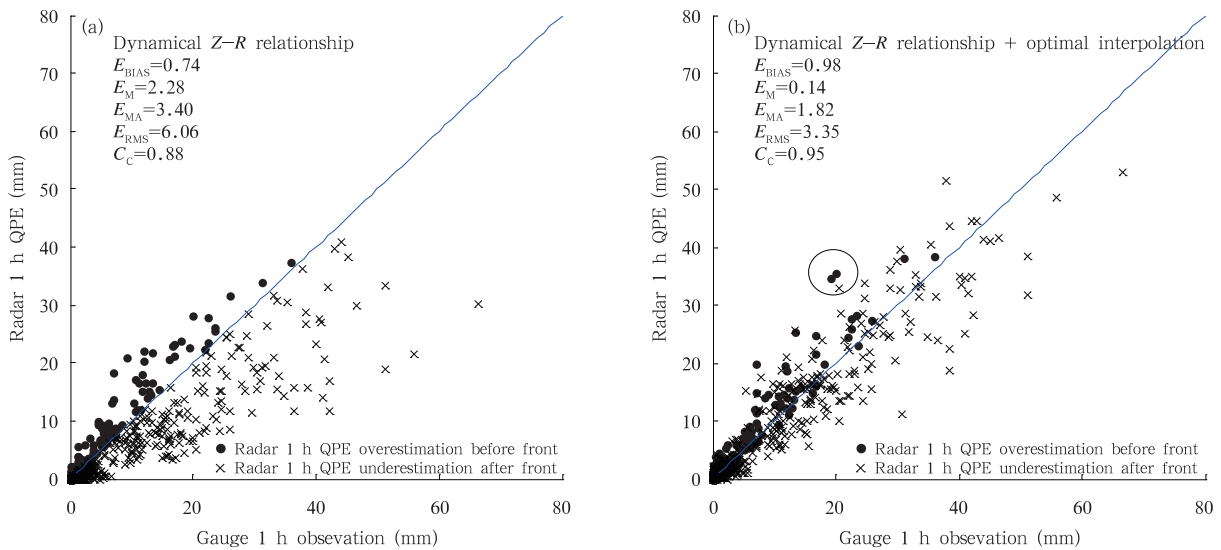 (a)
Dynamical Z−R relationship
E_BIAS=0.74
E_M=2.28
E_MA=3.40
E_RMS=6.06
C_C=0.88
80
70
60
50
40
30
20
10
0
Radar 1 h QPE (mm)
● Radar 1 h QPE overestimation before front
× Radar 1 h QPE underestimation after front
0 20 40 60 80
Gauge 1 h obsevation (mm)
(b)
Dynamical Z−R relationship + optimal interpolation
E_BIAS=0.98
E_M=0.14
E_MA=1.82
E_RMS=3.35
C_C=0.95
80
70
60
50
40
30
20
10
0
Radar 1 h QPE (mm)
● Radar 1 h QPE overestimation before front
× Radar 1 h QPE underestimation after front
0 20 40 60 80
Gauge 1 h obsevation (mm)